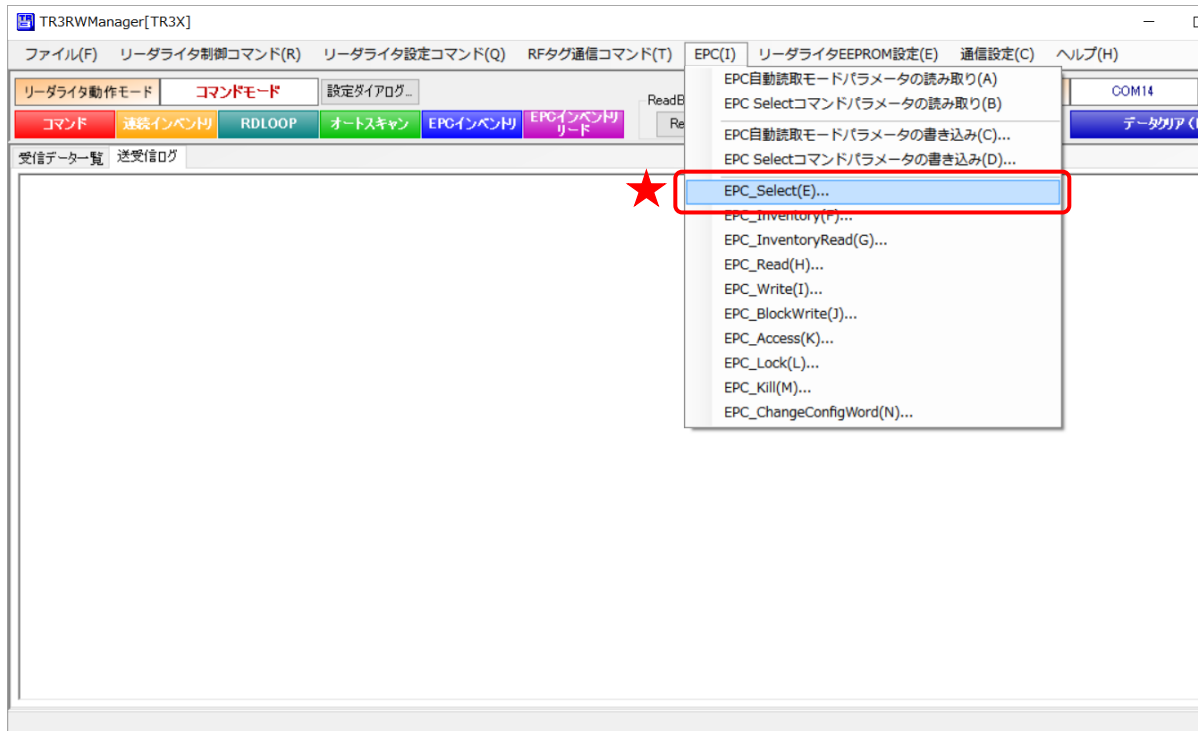 TR3RWManager[TR3X]
ファイル(F) リーダライタ制御コマンド(R) リーダライタ設定コマンド(Q) RFタグ通信コマンド(T) EPC(I) リーダライタEEPROM設定(E) 通信設定(C) ヘルプ(H)
リーダライタ動作モード コマンドモード 設定ダイアログ... COM14
コマンド 連続インベントリ RDLOOP オートスキャン EPCインベントリ EPCインベントリ
リード
データクリア
受信データ一覧 送受信ログ
EPC自動読取モードパラメータの読み取り(A)
EPC Selectコマンドパラメータの読み取り(B)
EPC自動読取モードパラメータの書き込み(C)...
EPC Selectコマンドパラメータの書き込み(D)...
EPC_Select(E)...
EPC_Inventory(F)...
EPC_InventoryRead(G)...
EPC_Read(H)...
EPC_Write(I)...
EPC_BlockWrite(J)...
EPC_Access(K)...
EPC_Lock(L)...
EPC_Kill(M)...
EPC_ChangeConfigWord(N)...